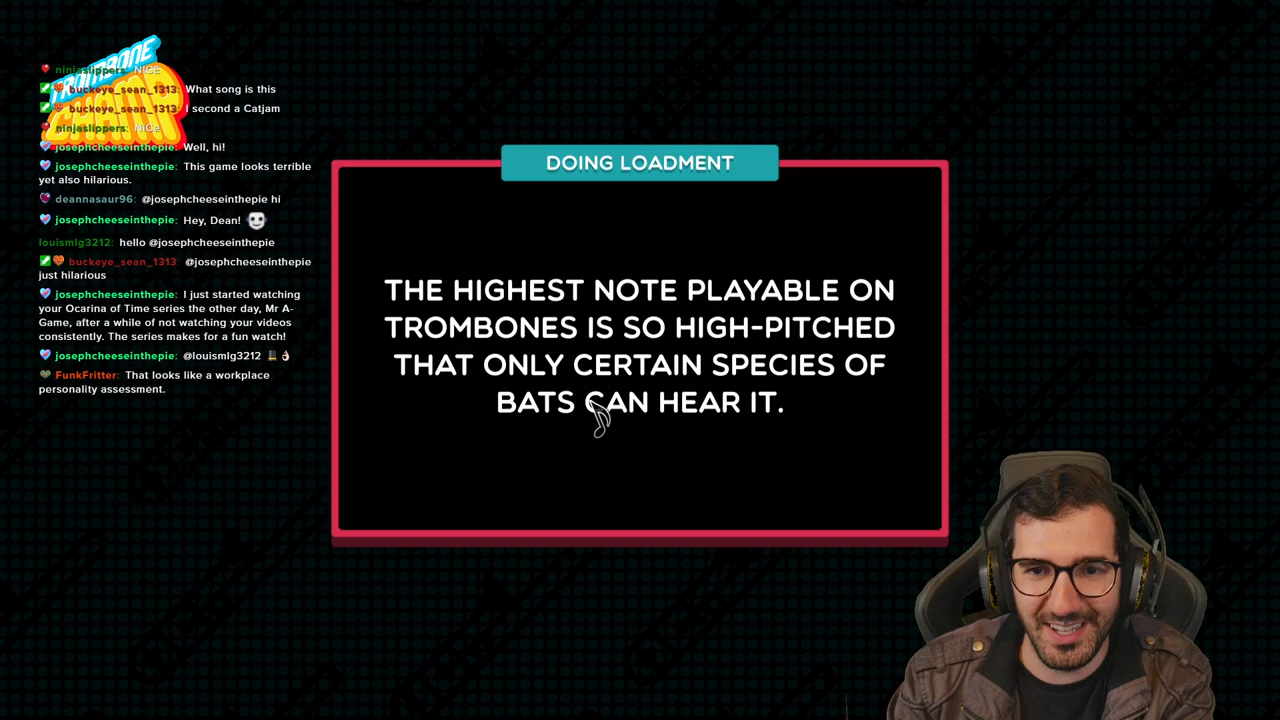 TROMBONE
CHAMP
ninjaslippers: NICe
buckeye_sean_1313: What song is this
buckeye_sean_1313: I second a Catjam
ninjaslippers: NICe
josephcheeseinthepie: Well, hi!
josephcheeseinthepie: This game looks terrible
yet also hilarious.
deannasaur96: @josephcheeseinthepie hi
josephcheeseinthepie: Hey, Dean!
louismlg3212: hello @josephcheeseinthepie
buckeye_sean_1313: @josephcheeseinthepie
just hilarious
josephcheeseinthepie: I just started watching
your Ocarina of Time series the other day, Mr A-
Game, after a while of not watching your videos
consistently. The series makes for a fun watch!
josephcheeseinthepie: @louismlg3212
FunkFritter: That looks like a workplace
personality assessment.
DOING LOADMENT
THE HIGHEST NOTE PLAYABLE ON
TROMBONES IS SO HIGH-PITCHED
THAT ONLY CERTAIN SPECIES OF
BATS CAN HEAR IT.